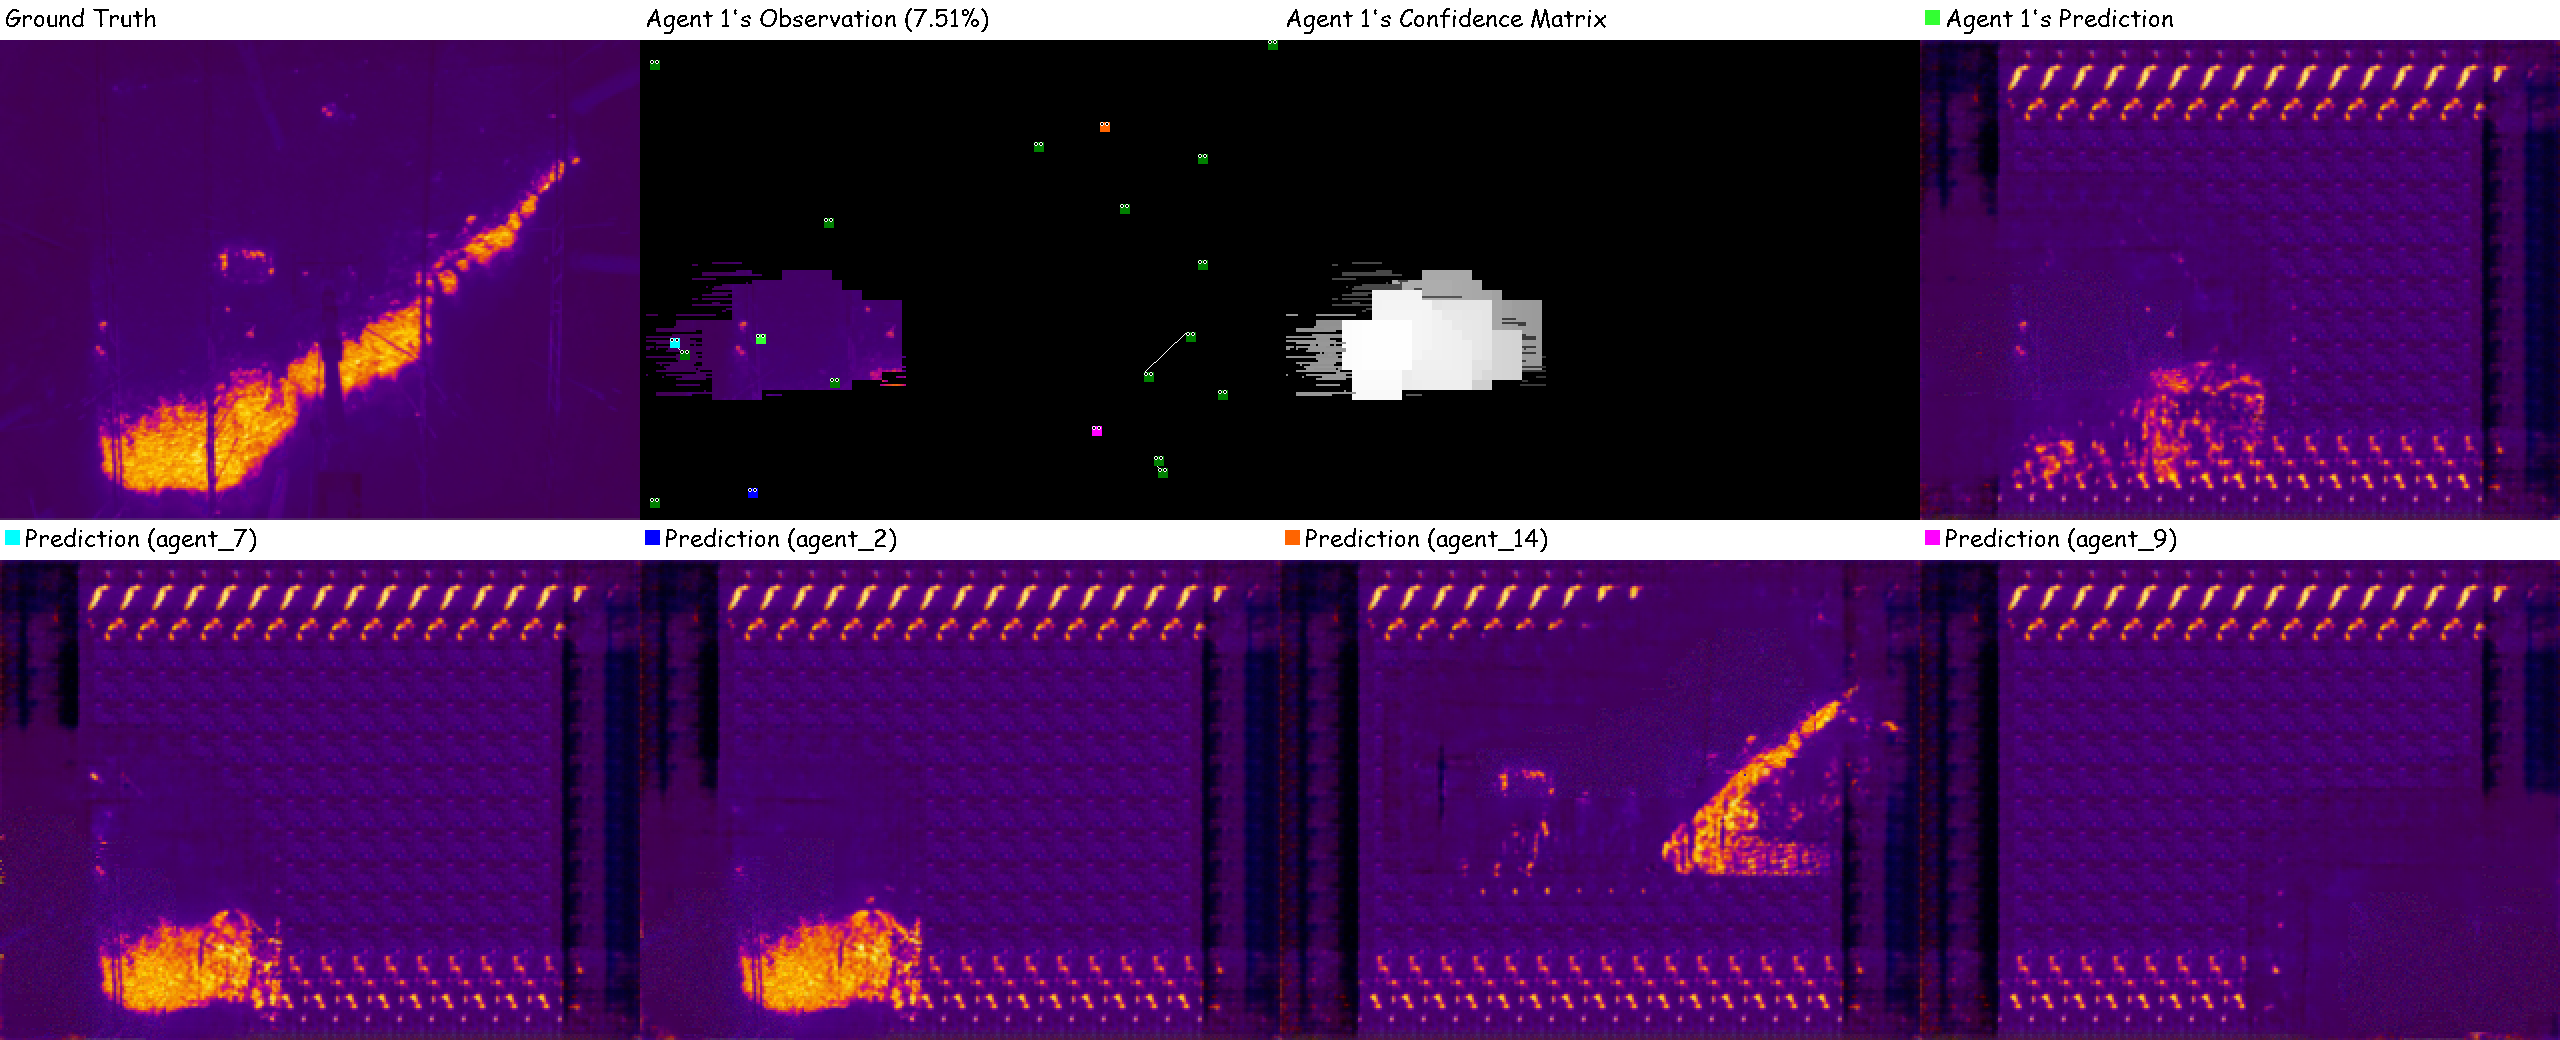 Ground Truth
Agent 1's Observation (7.51%)
Agent 1's Confidence Matrix
Agent 1's Prediction
Prediction (agent_7)
Prediction (agent_2)
Prediction (agent_14)
Prediction (agent_9)